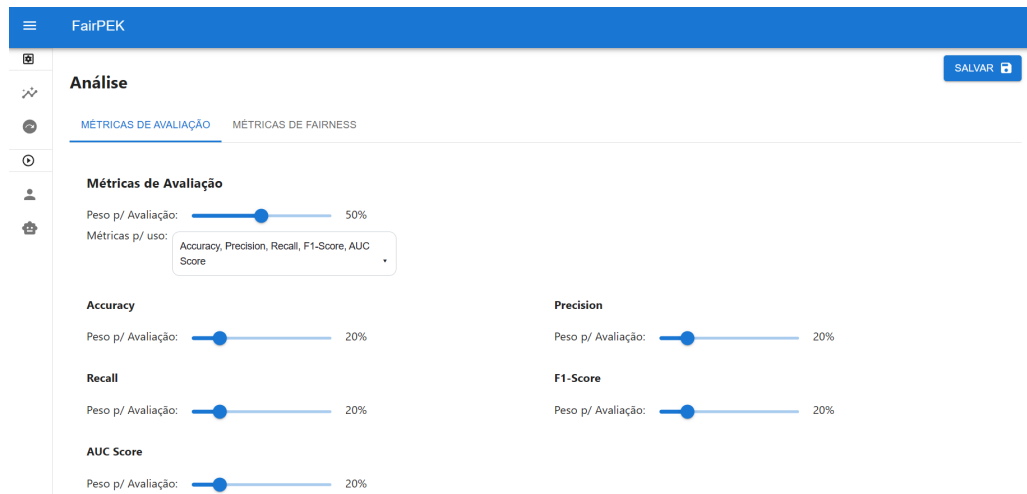 FairPEK
SALVAR
Análise
MÉTRICAS DE AVALIAÇÃO MÉTRICAS DE FAIRNESS
Métricas de Avaliação
Peso p/ Avaliação: 50%
Métricas p/ uso:
Accuracy, Precision, Recall, F1-Score, AUC
Score
Accuracy Precision
Peso p/ Avaliação: 20% Peso p/ Avaliação: 20%
Recall F1-Score
Peso p/ Avaliação: 20% Peso p/ Avaliação: 20%
AUC Score
Peso p/ Avaliação: 20%